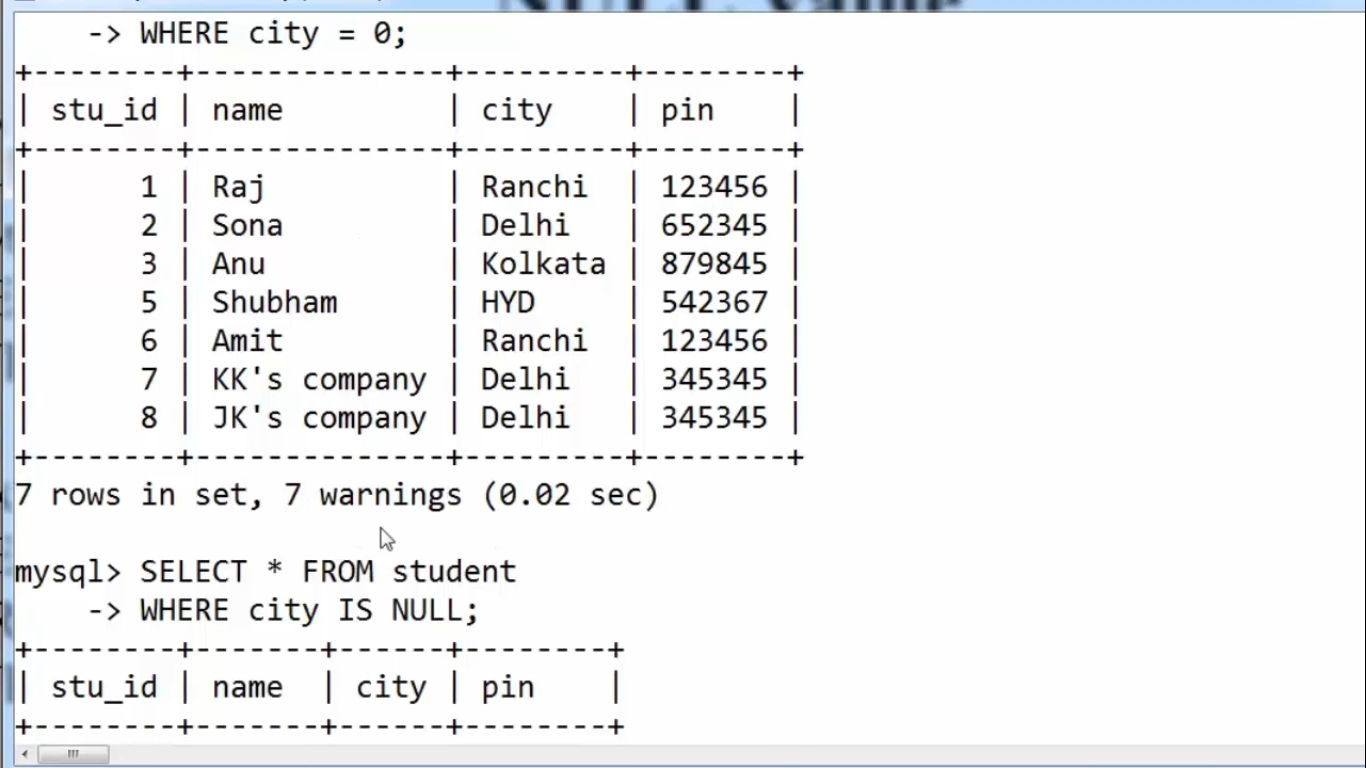 NULL Value
    -> WHERE city = 0;
+--------+--------------+---------+--------+
| stu_id | name         | city    | pin    |
+--------+--------------+---------+--------+
|      1 | Raj          | Ranchi  | 123456 |
|      2 | Sona         | Delhi   | 652345 |
|      3 | Anu          | Kolkata | 879845 |
|      5 | Shubham      | HYD     | 542367 |
|      6 | Amit         | Ranchi  | 123456 |
|      7 | KK's company | Delhi   | 345345 |
|      8 | JK's company | Delhi   | 345345 |
+--------+--------------+---------+--------+
7 rows in set, 7 warnings (0.02 sec)
mysql> SELECT * FROM student
    -> WHERE city IS NULL;
+--------+-------+------+--------+
| stu_id | name  | city | pin    |
+--------+-------+------+--------+